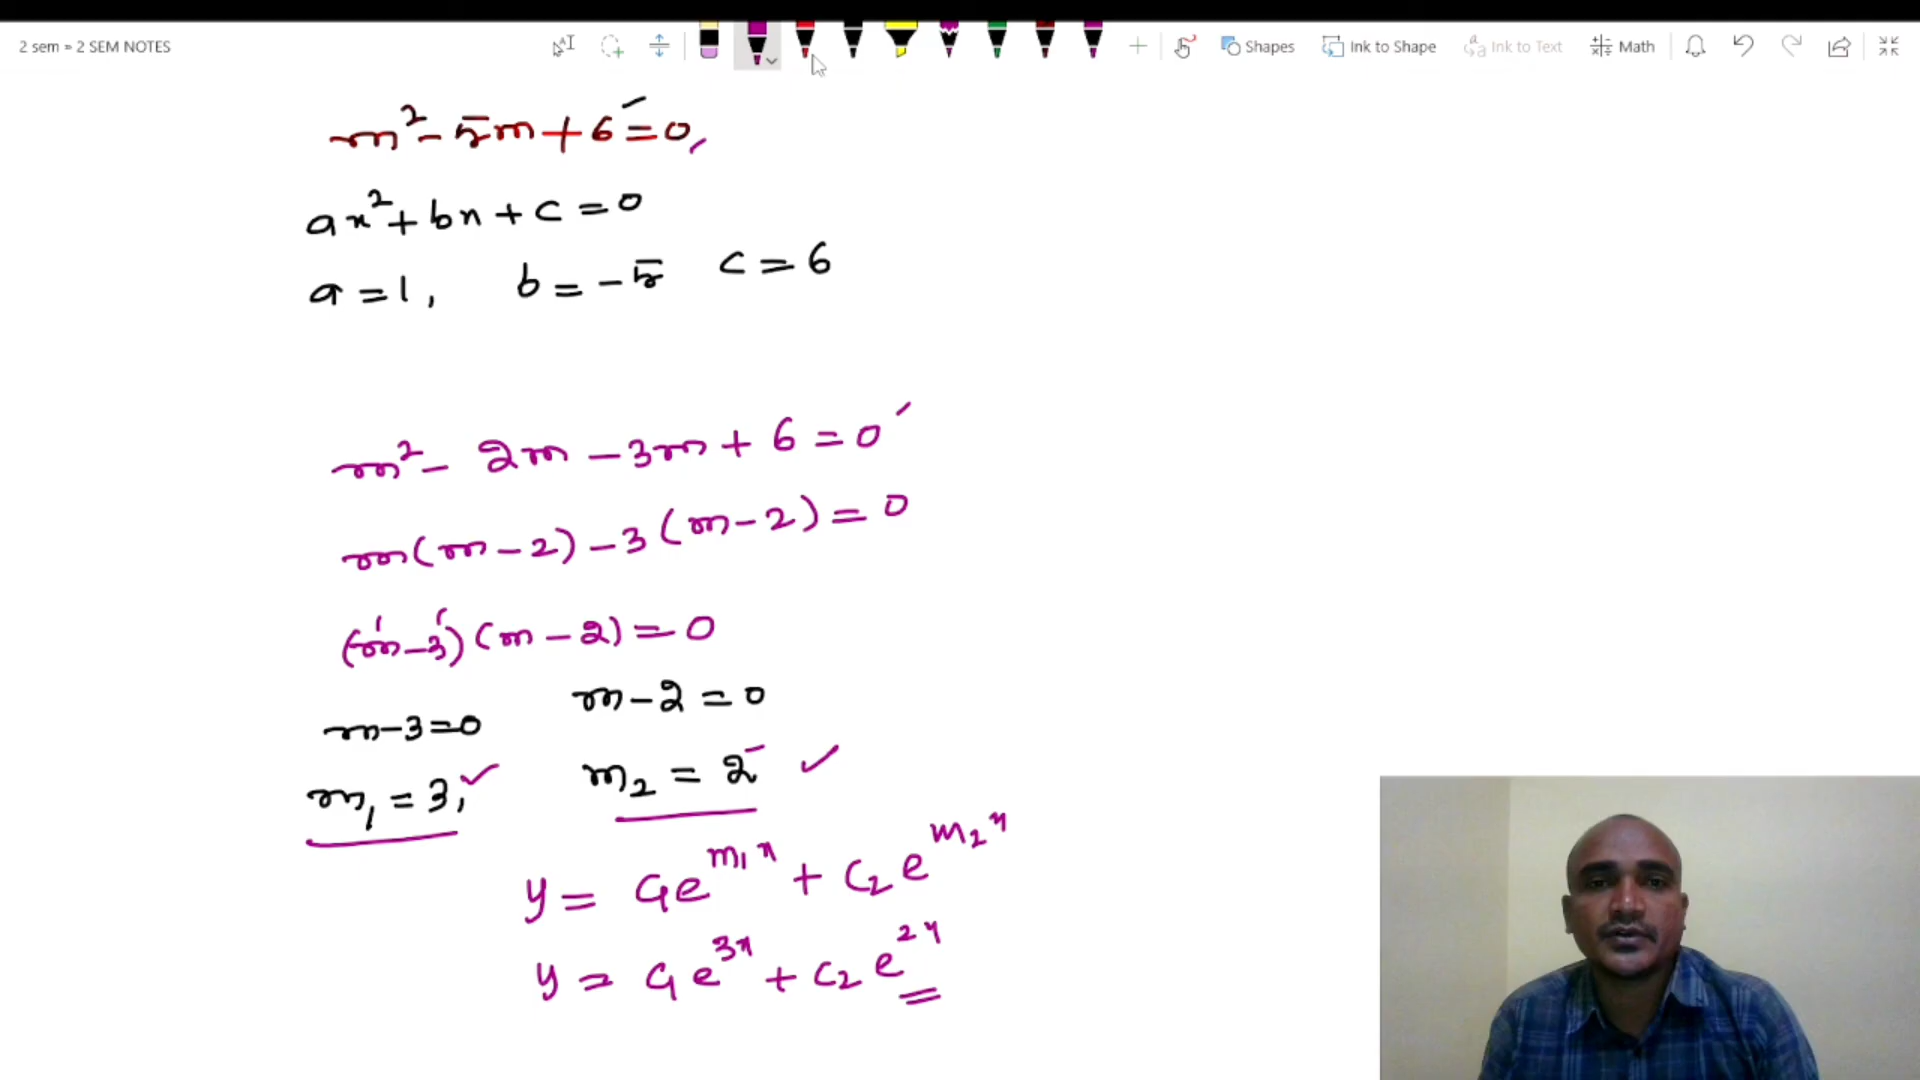 2 sem = 2 SEM NOTES
Shapes Ink to Shape Ink to Text Math
m² - 5m + 6 = 0,
ax² + bx + c = 0
a = 1, b = -5 c = 6
m² - 2m - 3m + 6 = 0
m(m - 2) - 3(m - 2) = 0
(m - 3)(m - 2) = 0
m - 3 = 0 m - 2 = 0
m₁ = 3, m₂ = 2
y = C₁e^{m₁x} + C₂e^{m₂x}
y = C₁e^{3x} + C₂e^{2x}